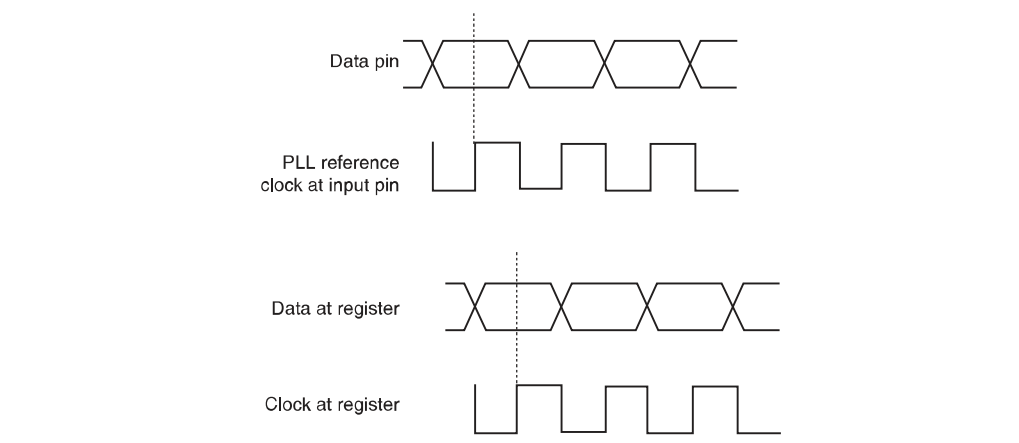 Data pin
PLL reference
clock at input pin
Data at register
Clock at register